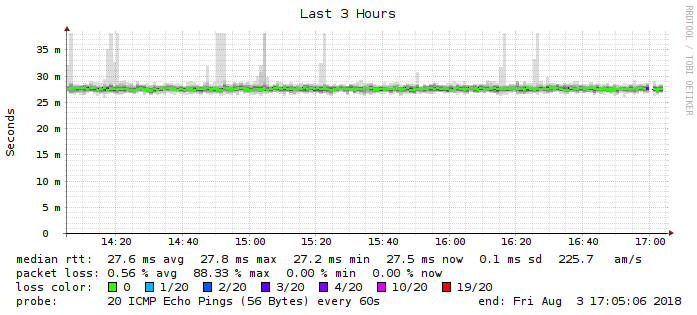 Last 3 Hours
RRDTOOL / TOBI OETIKER
Seconds
35 m
30 m
25 m
20 m
15 m
10 m
5 m
0
14:20 14:40 15:00 15:20 15:40 16:00 16:20 16:40 17:00
median rtt: 27.6 ms avg 27.8 ms max 27.2 ms min 27.5 ms now 0.1 ms sd 225.7 am/s
packet loss: 0.56 % avg 88.33 % max 0.00 % min 0.00 % now
loss color: 0 1/20 2/20 3/20 4/20 10/20 19/20
probe: 20 ICMP Echo Pings (56 Bytes) every 60s end: Fri Aug 3 17:05:06 2018